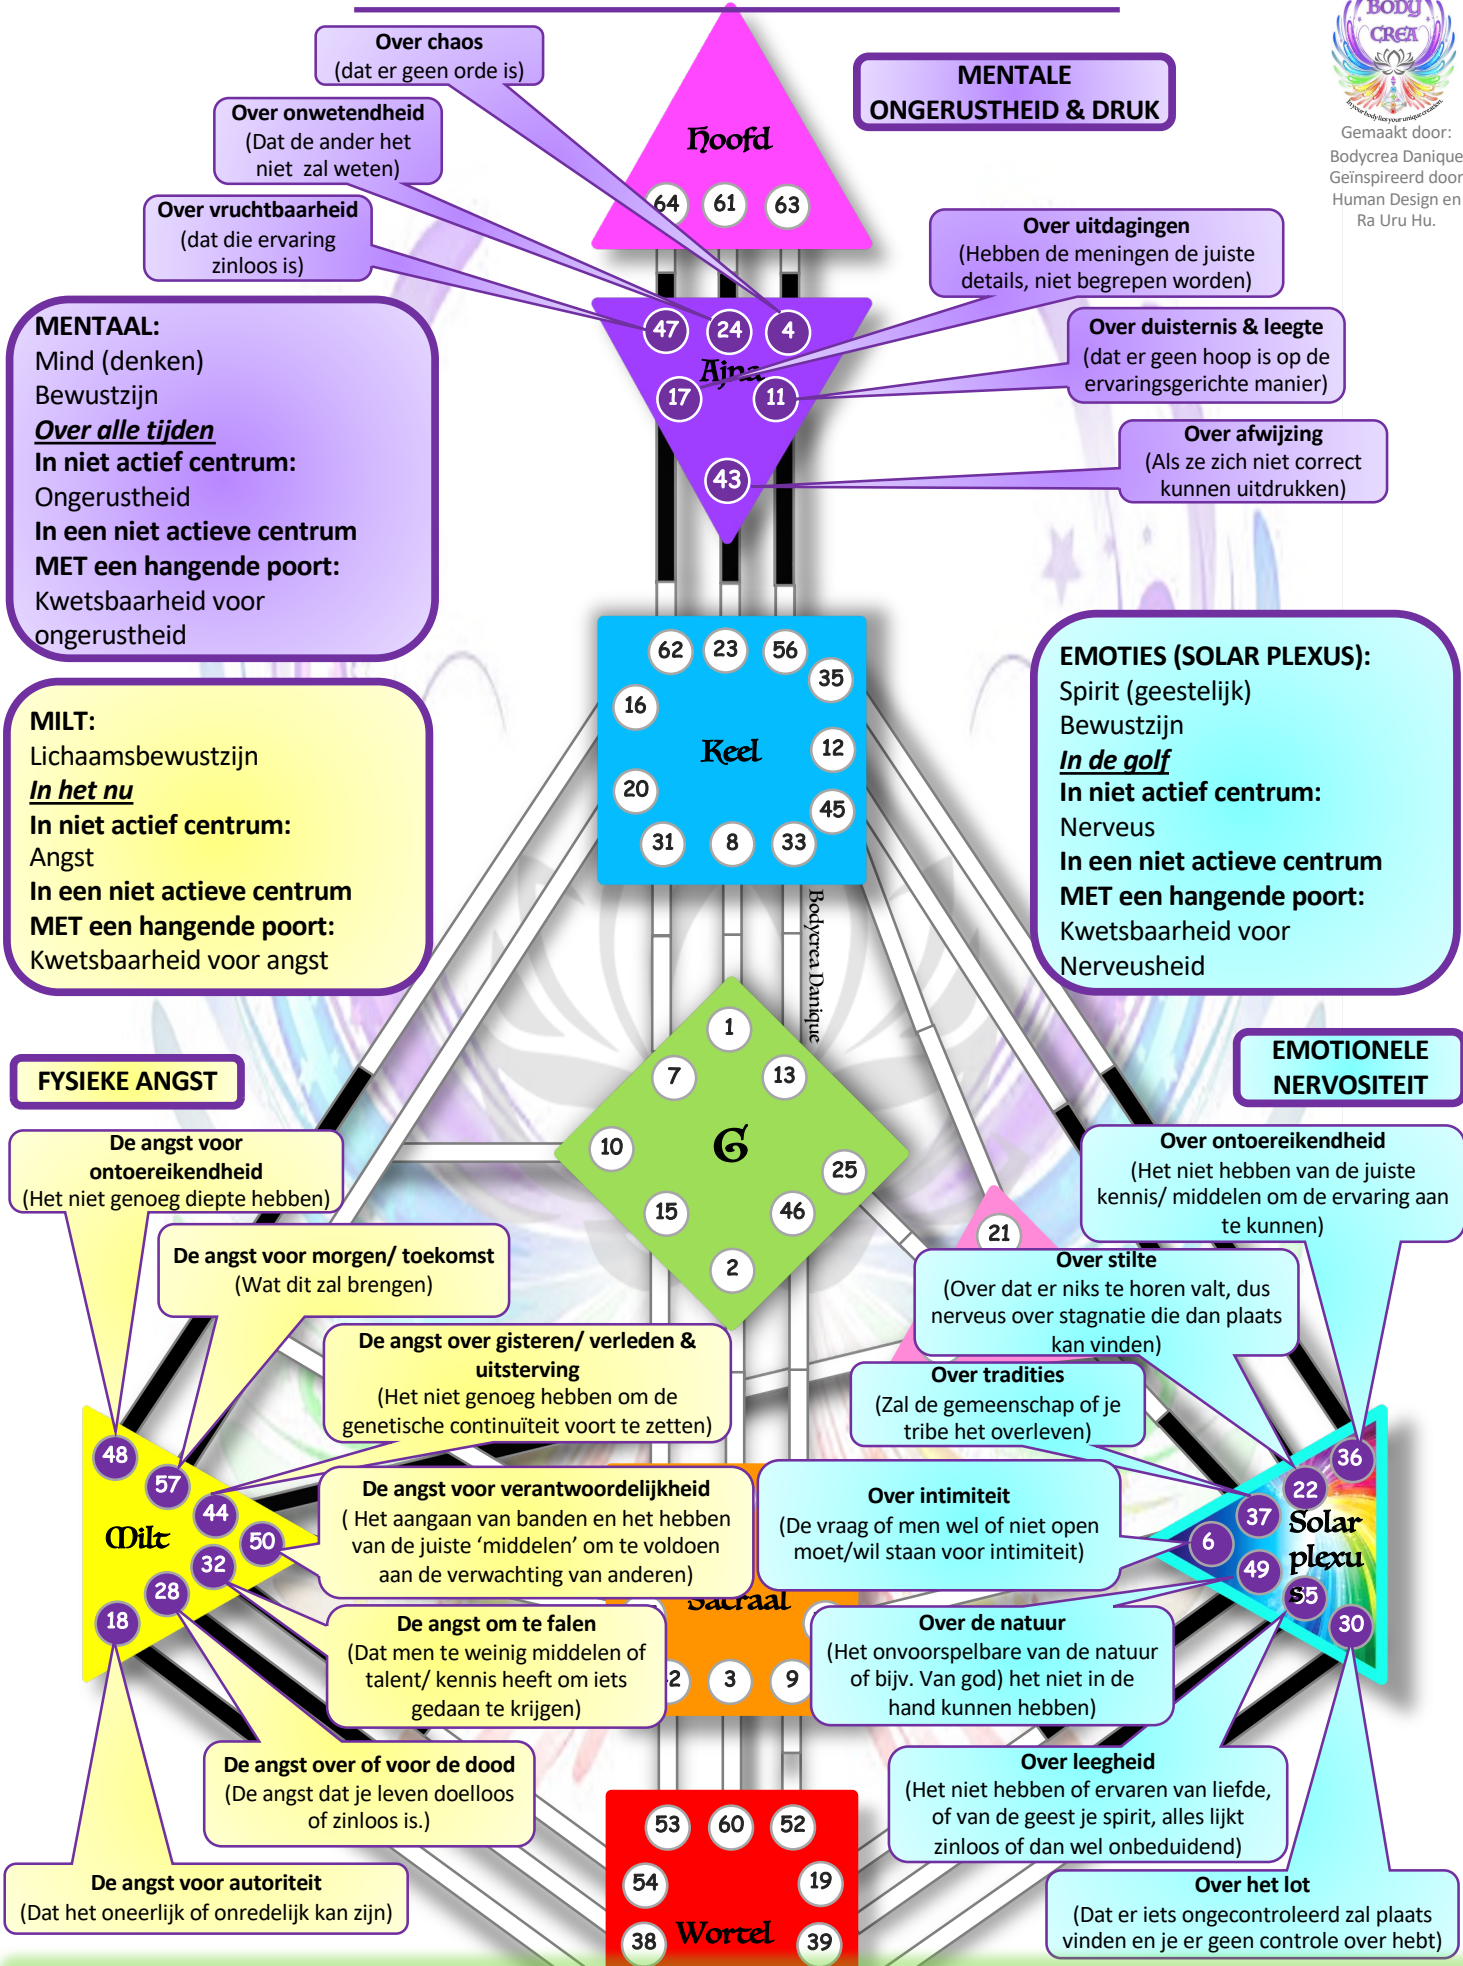 BODY
CREA
In your body lies your unique creation.
Gemaakt door:
Bodycrea Danique
Geïnspireerd door
Human Design en
Ra Uru Hu.
MENTALE
ONGERUSTHEID & DRUK
Over chaos
(dat er geen orde is)
Over onwetendheid
(Dat de ander het
niet zal weten)
Over vruchtbaarheid
(dat die ervaring
zinloos is)
Hoofd
64 61 63
Over uitdagingen
(Hebben de meningen de juiste
details, niet begrepen worden)
Over duisternis & leegte
(dat er geen hoop is op de
ervaringsgerichte manier)
Over afwijzing
(Als ze zich niet correct
kunnen uitdrukken)
47 24 4
Ajna
17 11
43
MENTAAL:
Mind (denken)
Bewustzijn
Over alle tijden
In niet actief centrum:
Ongerustheid
In een niet actieve centrum
MET een hangende poort:
Kwetsbaarheid voor
ongerustheid
MILT:
Lichaamsbewustzijn
In het nu
In niet actief centrum:
Angst
In een niet actieve centrum
MET een hangende poort:
Kwetsbaarheid voor angst
62 23 56
35
16
Keel
12
20
45
31 8 33
Bodycrea Danique
EMOTIES (SOLAR PLEXUS):
Spirit (geestelijk)
Bewustzijn
In de golf
In niet actief centrum:
Nerveus
In een niet actieve centrum
MET een hangende poort:
Kwetsbaarheid voor
Nerveusheid
1
7 13
10
G
25
15 46
2
21
FYSIEKE ANGST
De angst voor
ontoereikendheid
(Het niet genoeg diepte hebben)
De angst voor morgen/ toekomst
(Wat dit zal brengen)
De angst over gisteren/ verleden &
uitsterving
(Het niet genoeg hebben om de
genetische continuïteit voort te zetten)
De angst voor verantwoordelijkheid
( Het aangaan van banden en het hebben
van de juiste ‘middelen’ om te voldoen
aan de verwachting van anderen)
De angst om te falen
(Dat men te weinig middelen of
talent/ kennis heeft om iets
gedaan te krijgen)
De angst over of voor de dood
(De angst dat je leven doelloos
of zinloos is.)
De angst voor autoriteit
(Dat het oneerlijk of onredelijk kan zijn)
48
57
44
Milt
50
32
28
18
EMOTIONELE
NERVOSITEIT
Over ontoereikendheid
(Het niet hebben van de juiste
kennis/ middelen om de ervaring aan
te kunnen)
Over stilte
(Over dat er niks te horen valt, dus
nerveus over stagnatie die dan plaats
kan vinden)
Over tradities
(Zal de gemeenschap of je
tribe het overleven)
Over intimiteit
(De vraag of men wel of niet open
moet/wil staan voor intimiteit)
Over de natuur
(Het onvoorspelbare van de natuur
of bijv. Van god) het niet in de
hand kunnen hebben)
Over leegheid
(Het niet hebben of ervaren van liefde,
of van de geest je spirit, alles lijkt
zinloos of dan wel onbeduidend)
Over het lot
(Dat er iets ongecontroleerd zal plaats
vinden en je er geen controle over hebt)
36
22
37
Solar
plexu
s
6
49
55
30
Sacraal
2 3 9
53 60 52
54 19
Wortel
38 39